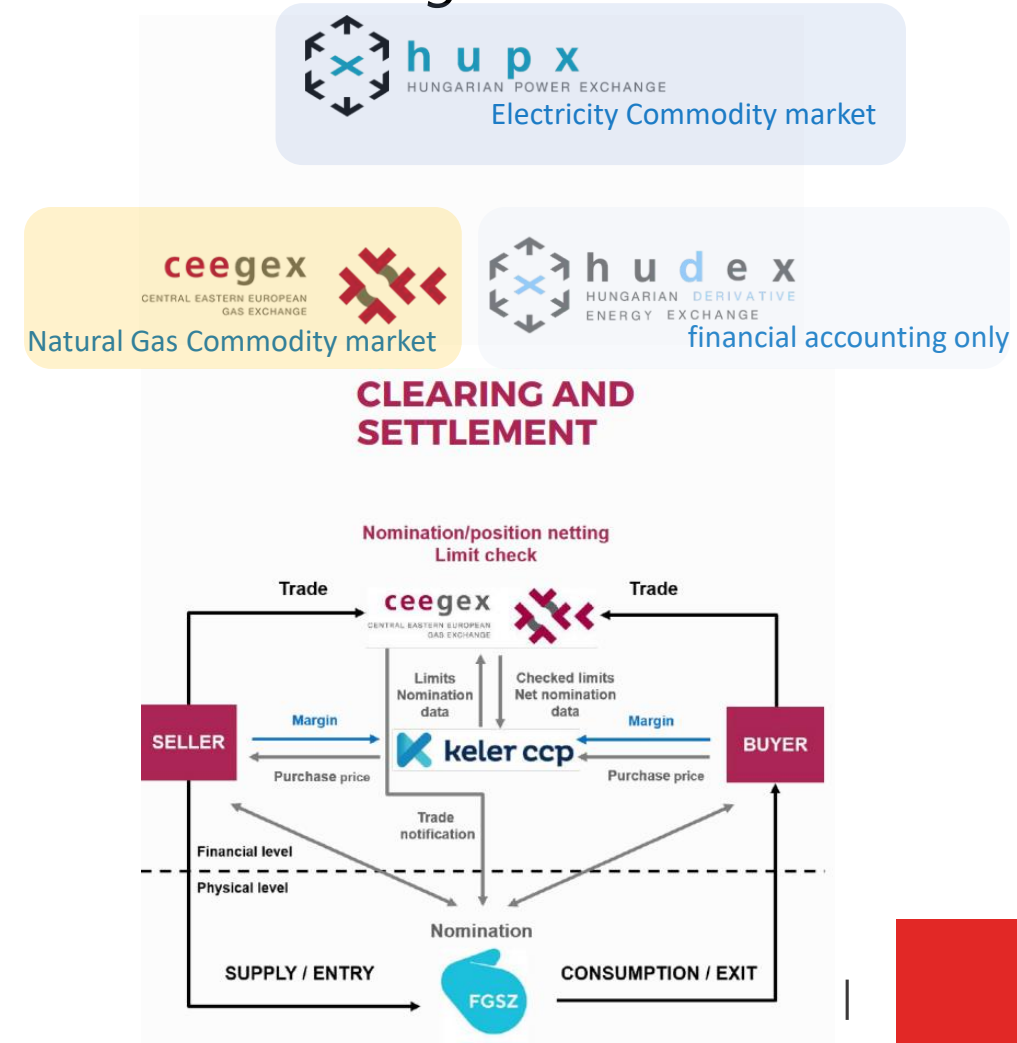 hupx
HUNGARIAN POWER EXCHANGE
Electricity Commodity market
ceegex
CENTRAL EASTERN EUROPEAN
GAS EXCHANGE
Natural Gas Commodity market
hudex
HUNGARIAN DERIVATIVE
ENERGY EXCHANGE
financial accounting only
CLEARING AND
SETTLEMENT
Nomination/position netting
Limit check
Trade
ceegex
CENTRAL EASTERN EUROPEAN
GAS EXCHANGE
Trade
Limits
Nomination
data
Checked limits
Net nomination
data
SELLER
Margin
Purchase price
keler ccp
Margin
Purchase price
BUYER
Trade
notification
Financial level
Physical level
Nomination
SUPPLY / ENTRY
FGSZ
CONSUMPTION / EXIT